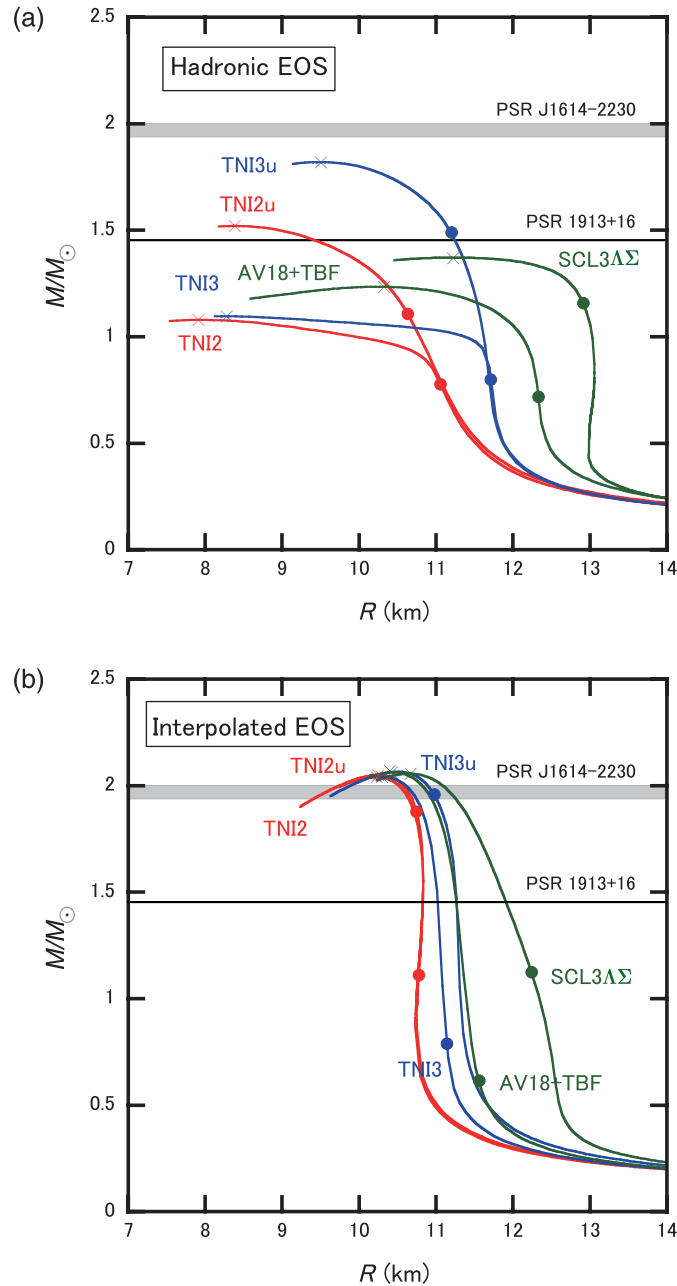 (a)
2.5
Hadronic EOS
PSR J1614−2230
2
TNI3u
TNI2u
PSR 1913+16
1.5
SCL3ΛΣ
AV18+TBF
TNI3
TNI2
1
0.5
0
7 8 9 10 11 12 13 14
M/M⊙
R (km)
(b)
2.5
Interpolated EOS
TNI2u
TNI3u
PSR J1614−2230
2
TNI2
PSR 1913+16
1.5
SCL3ΛΣ
1
TNI3
AV18+TBF
0.5
0
7 8 9 10 11 12 13 14
M/M⊙
R (km)